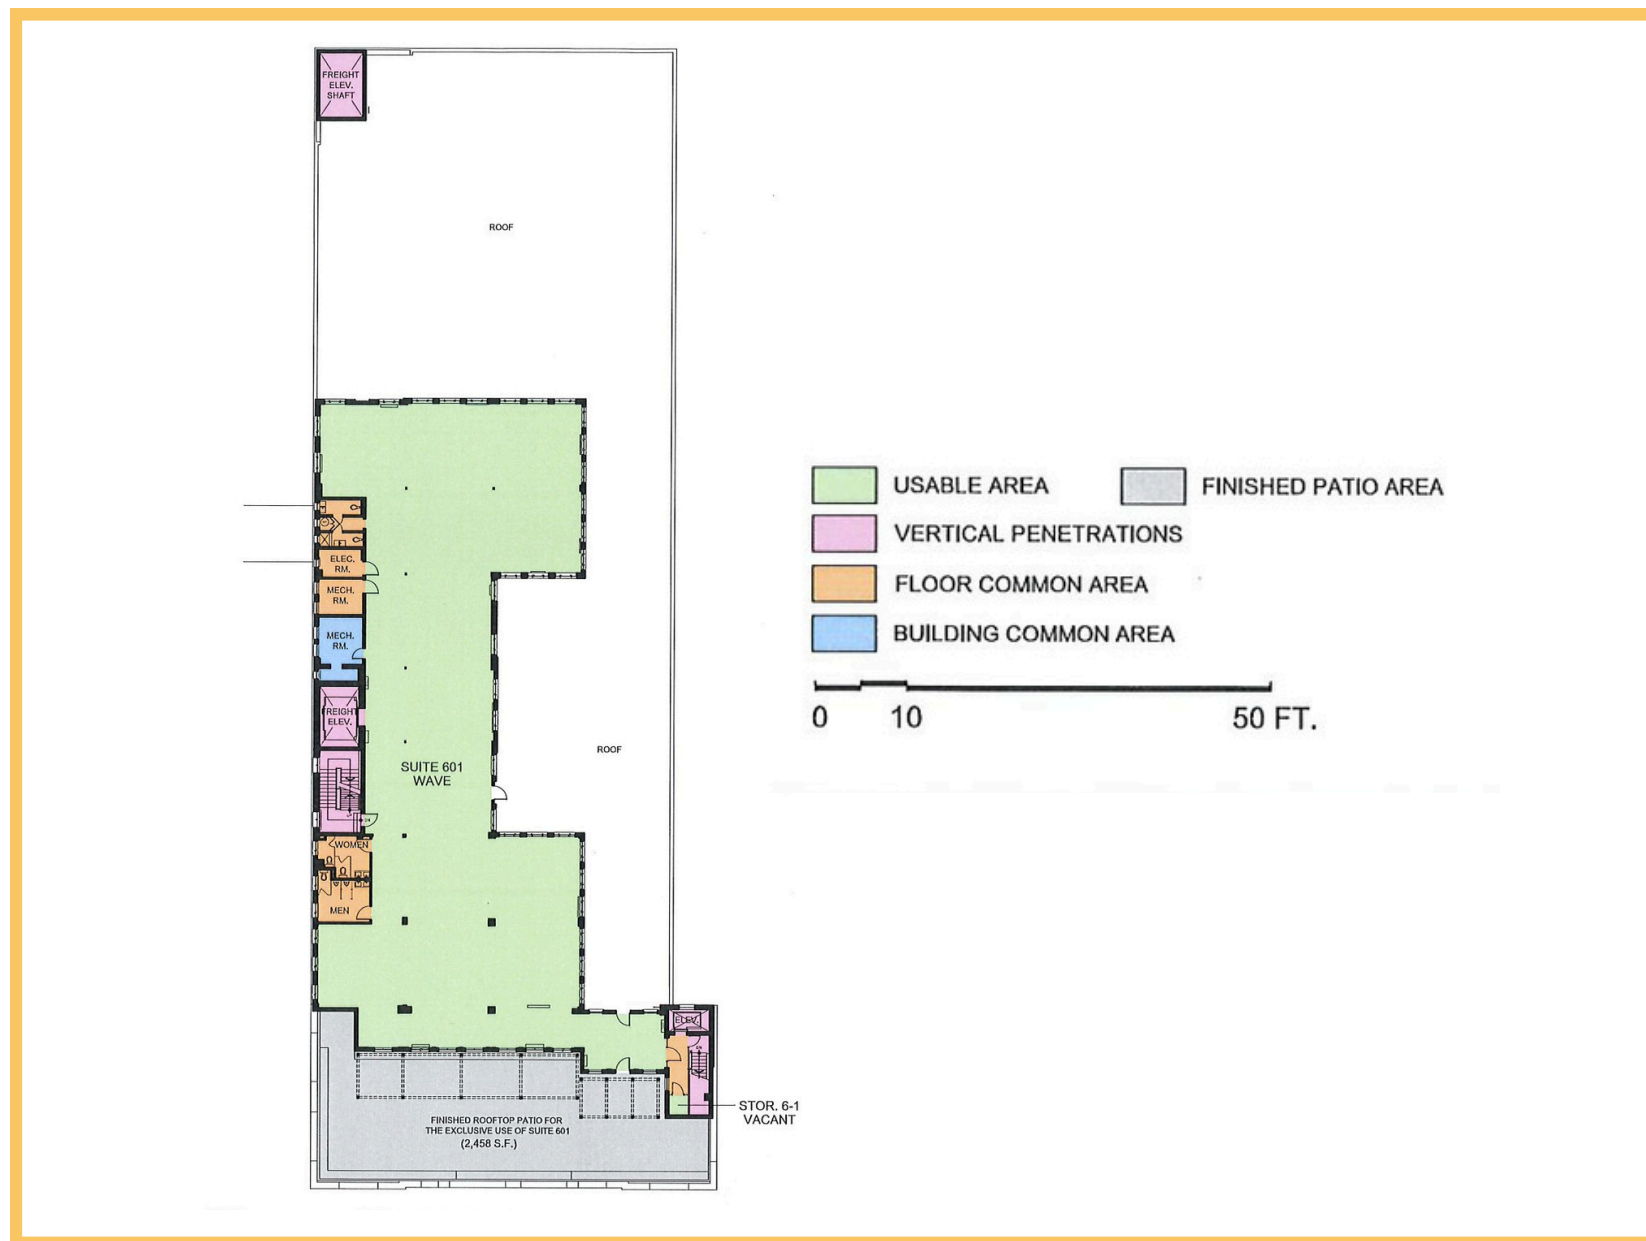 FREIGHT
ELEV.
SHAFT
ROOF
USABLE AREA
FINISHED PATIO AREA
VERTICAL PENETRATIONS
FLOOR COMMON AREA
BUILDING COMMON AREA
0 10 50 FT.
ELEC.
RM.
MECH.
RM.
MECH.
RM.
FREIGHT
ELEV.
ROOF
SUITE 601
WAVE
WOMEN
MEN
ELEV.
STOR. 6-1
VACANT
FINISHED ROOFTOP PATIO FOR
THE EXCLUSIVE USE OF SUITE 601
(2,458 S.F.)